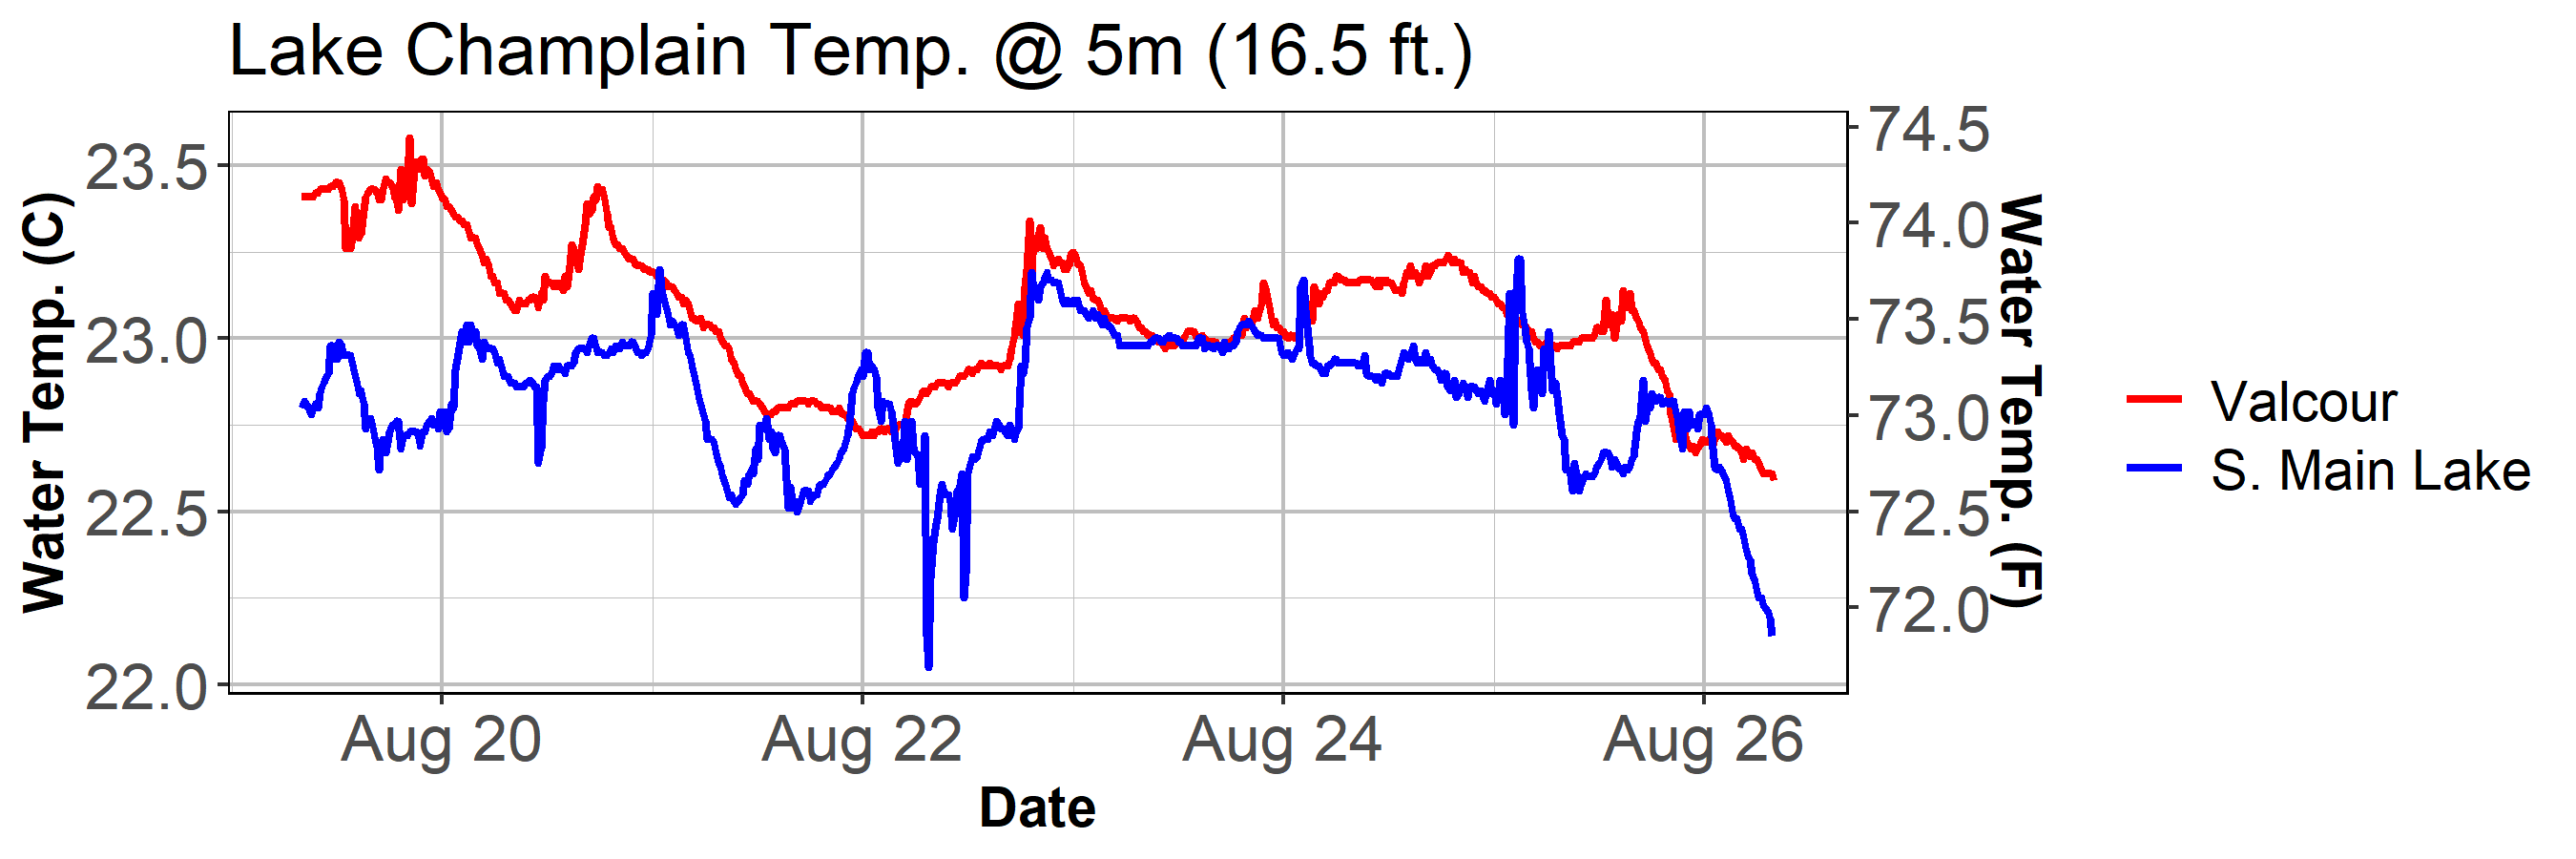 Lake Champlain Temp. @ 5m (16.5 ft.)
Water Temp. (C)
23.5
23.0
22.5
22.0
74.5
74.0
73.5
73.0
72.5
72.0
Water Temp. (F)
Aug 20 Aug 22 Aug 24 Aug 26
Date
Valcour
S. Main Lake